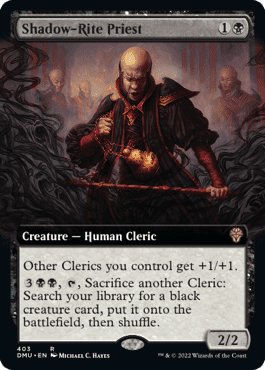 Shadow-Rite Priest 1
Creature — Human Cleric
Other Clerics you control get +1/+1.
3, Sacrifice another Cleric:
Search your library for a black
creature card, put it onto the
battlefield, then shuffle.
2/2
403 R
DMU • EN Michael C. Hayes ™ & © 2022 Wizards of the Coast